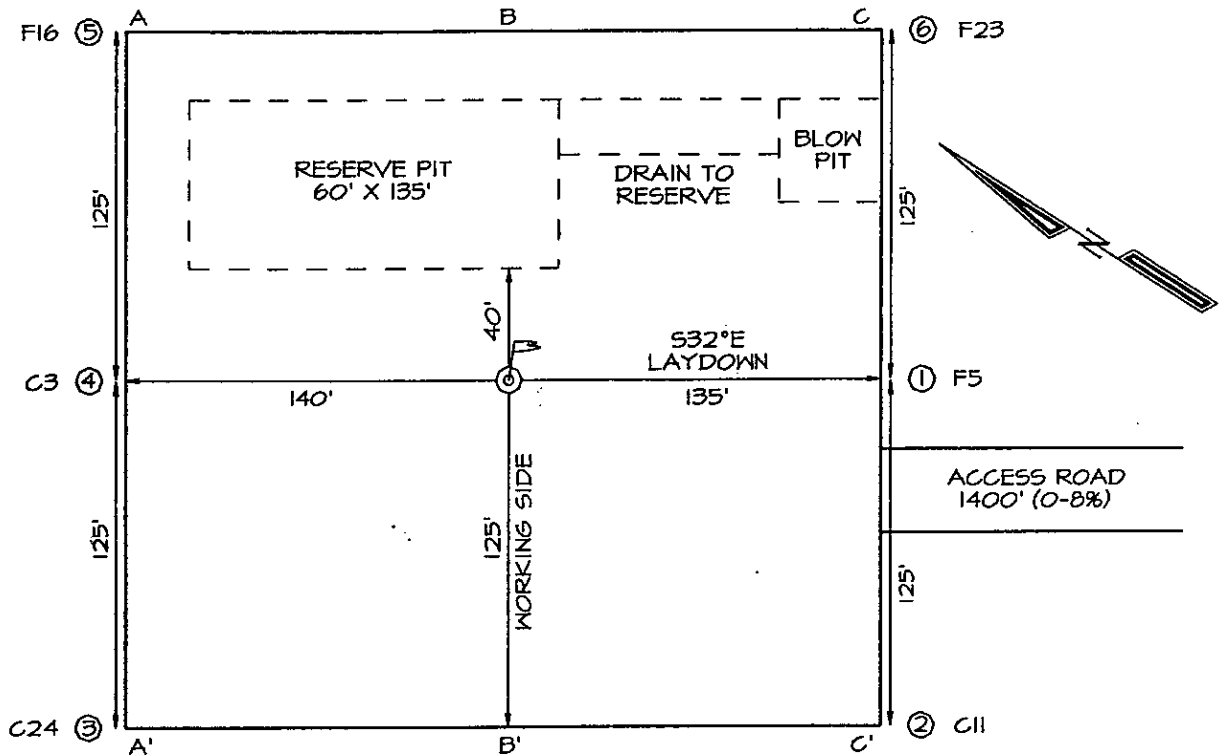 A B C
F16 ⑤ ⑥ F23
RESERVE PIT
60' X 135'
DRAIN TO
RESERVE
BLOW
PIT
125'
125'
N
40'
S32°E
LAYDOWN
C3 ④ ① F5
140' 135'
ACCESS ROAD
1400' (0-8%)
125'
125'
WORKING SIDE
125'
C24 ③ ② C11
A' B' C'